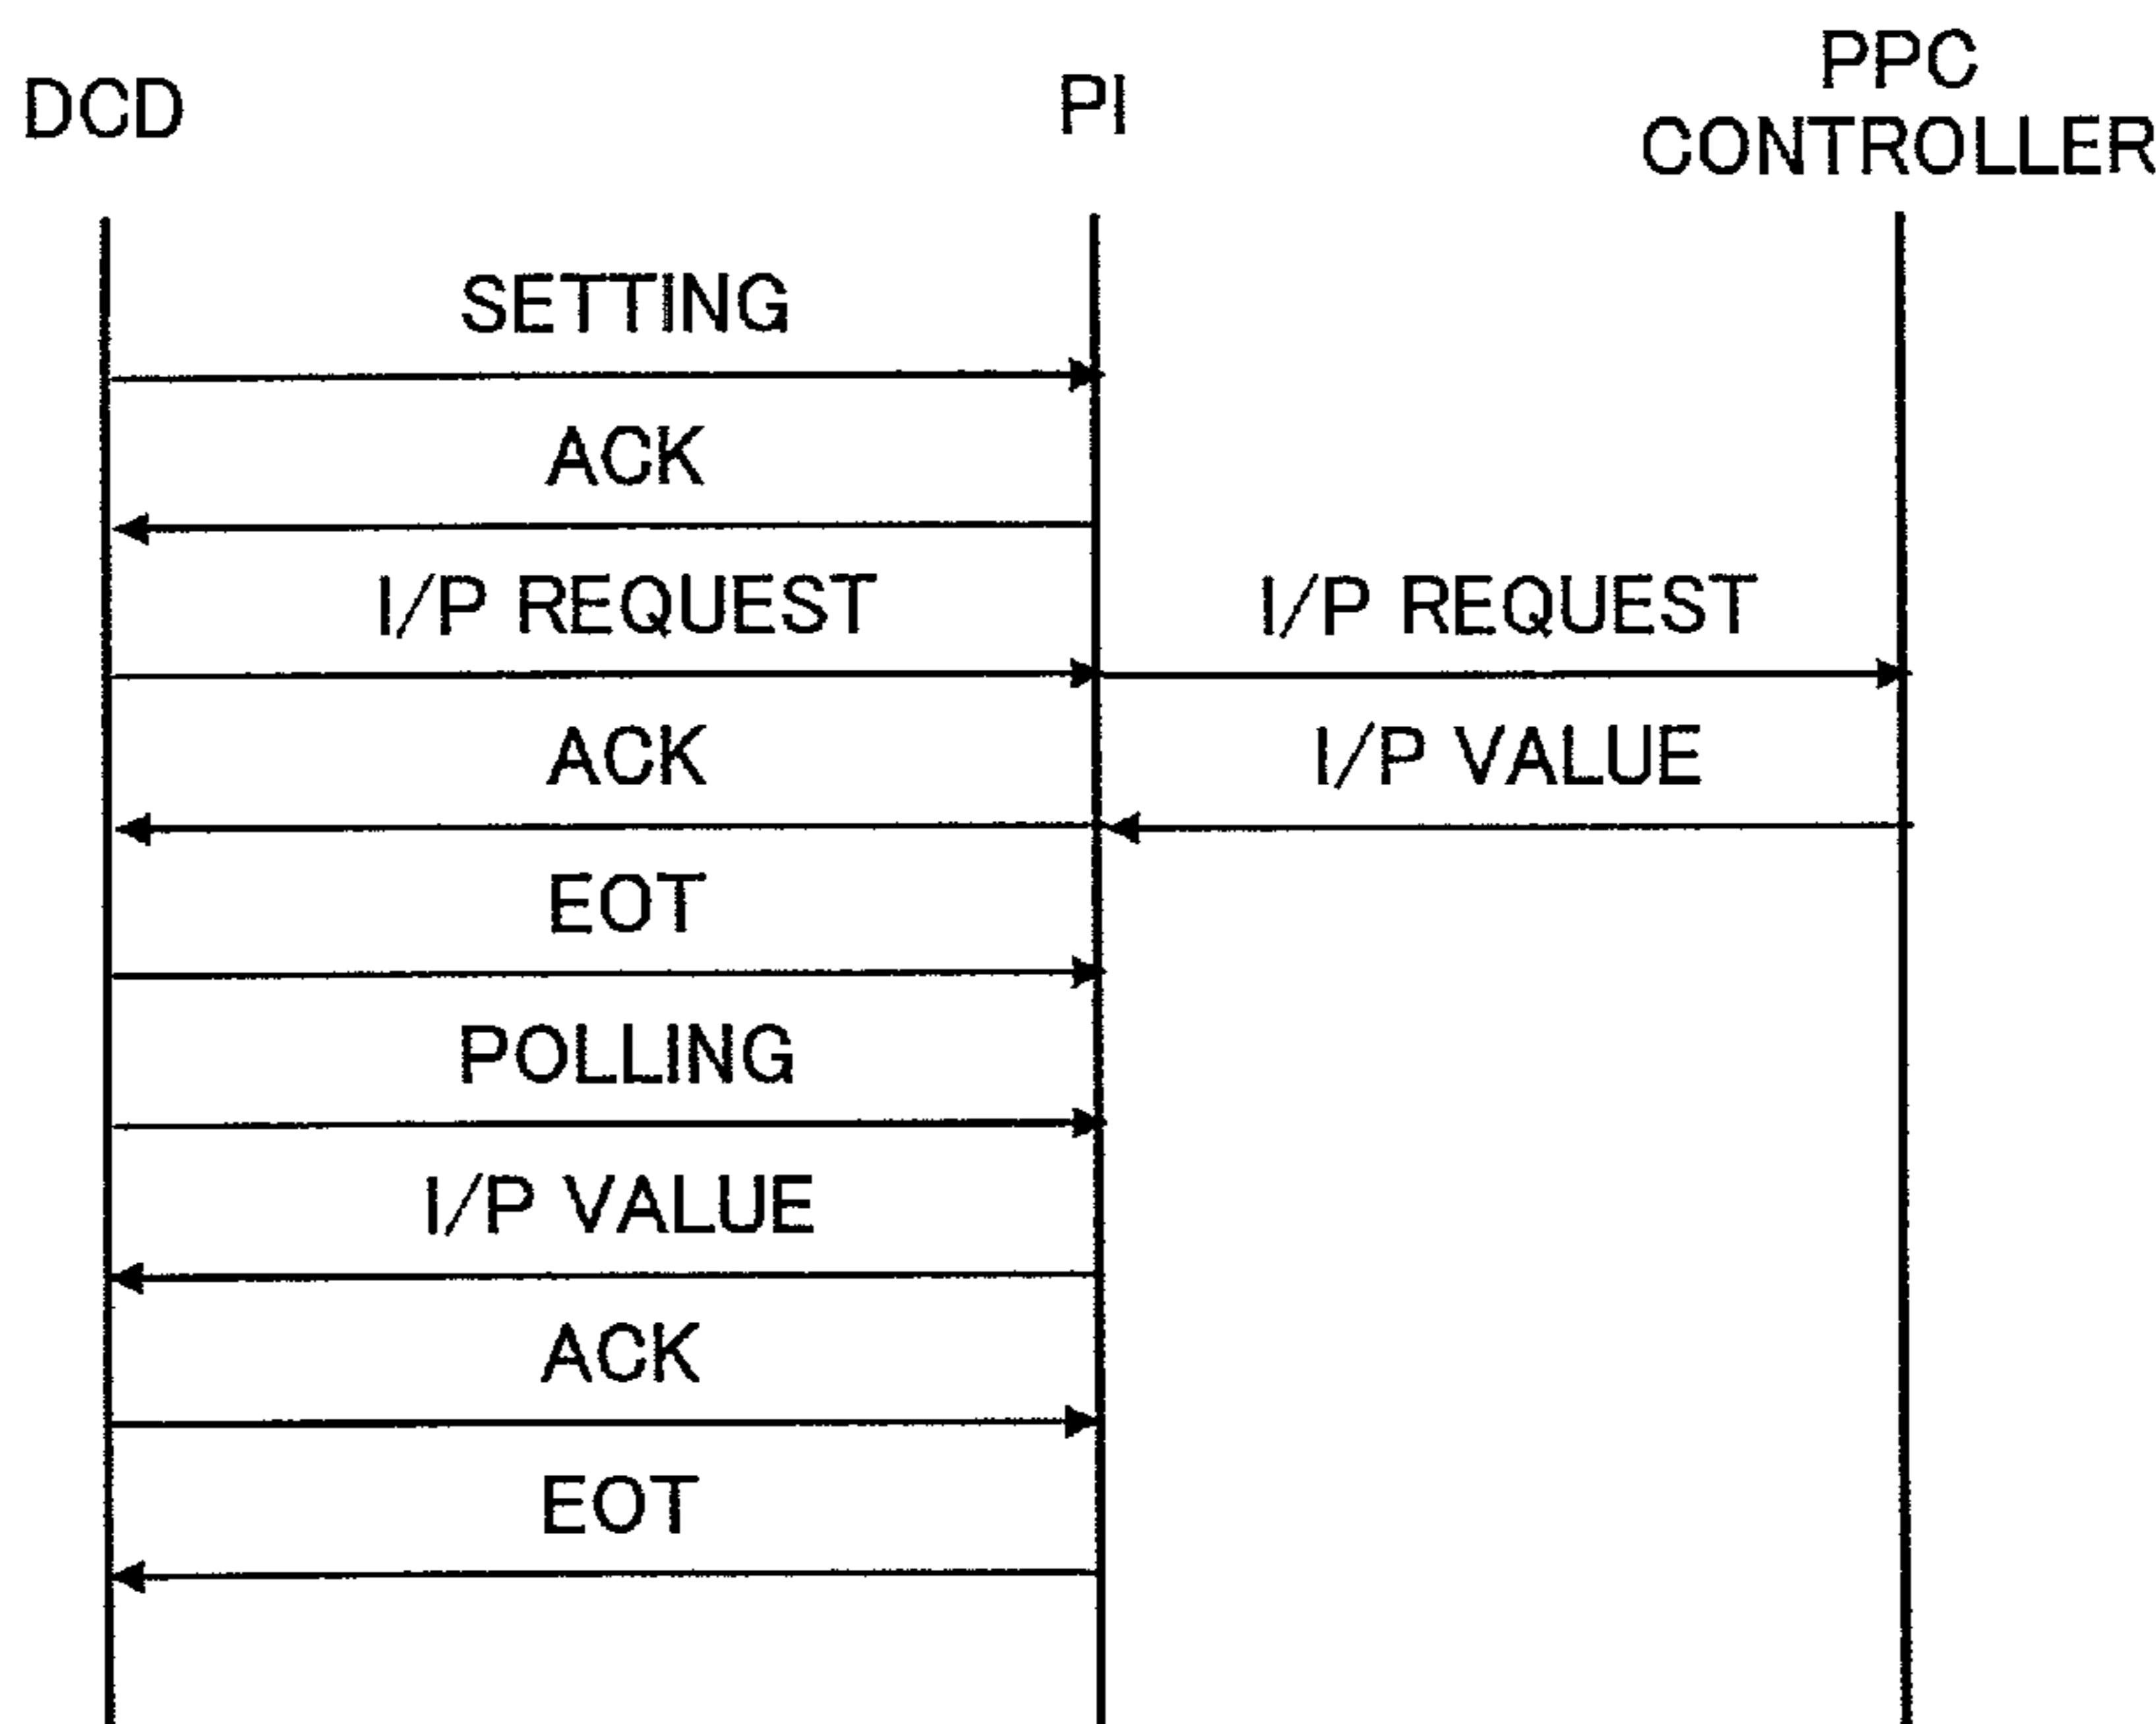 DCD
PI
PPC
CONTROLLER
SETTING
ACK
I/P REQUEST
I/P REQUEST
ACK
I/P VALUE
EOT
POLLING
I/P VALUE
ACK
EOT